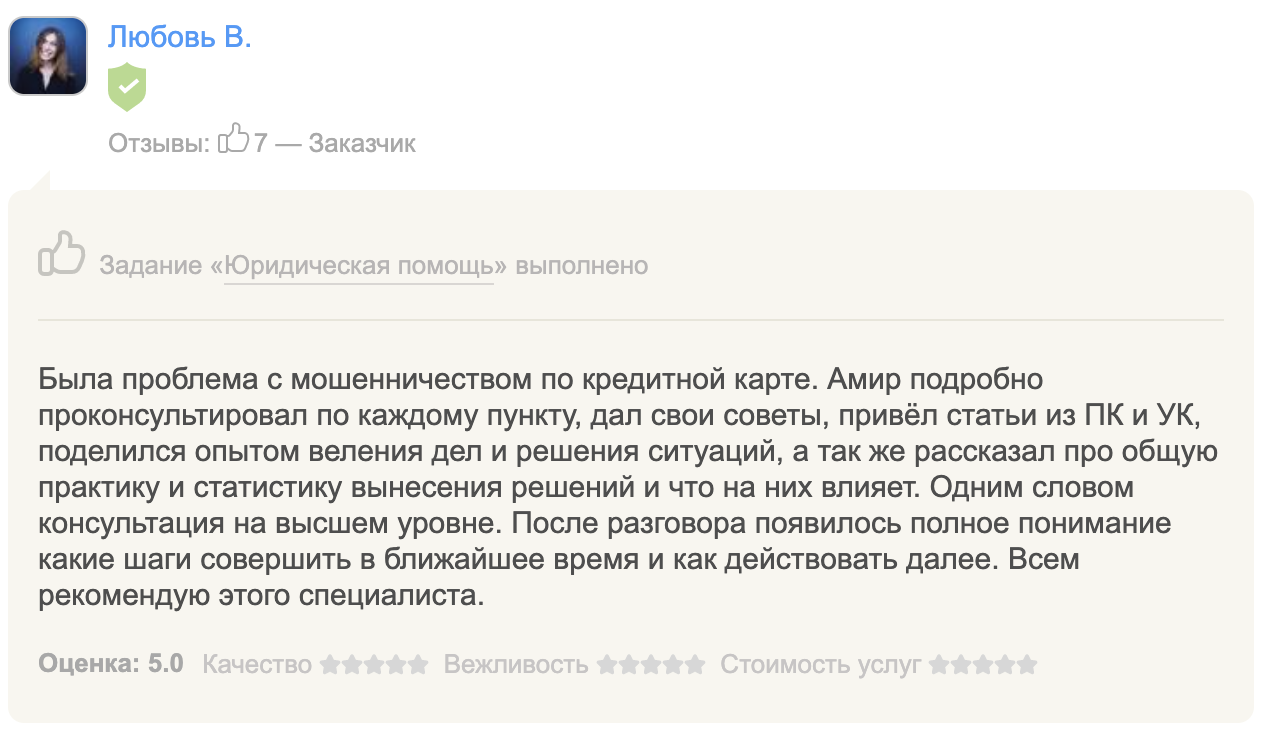 Любовь В.
Отзывы: 7 — Заказчик
Задание «Юридическая помощь» выполнено
Была проблема с мошенничеством по кредитной карте. Амир подробно
проконсультировал по каждому пункту, дал свои советы, привёл статьи из ПК и УК,
поделился опытом веления дел и решения ситуаций, а так же рассказал про общую
практику и статистику вынесения решений и что на них влияет. Одним словом
консультация на высшем уровне. После разговора появилось полное понимание
какие шаги совершить в ближайшее время и как действовать далее. Всем
рекомендую этого специалиста.
Оценка: 5.0 Качество Вежливость Стоимость услуг